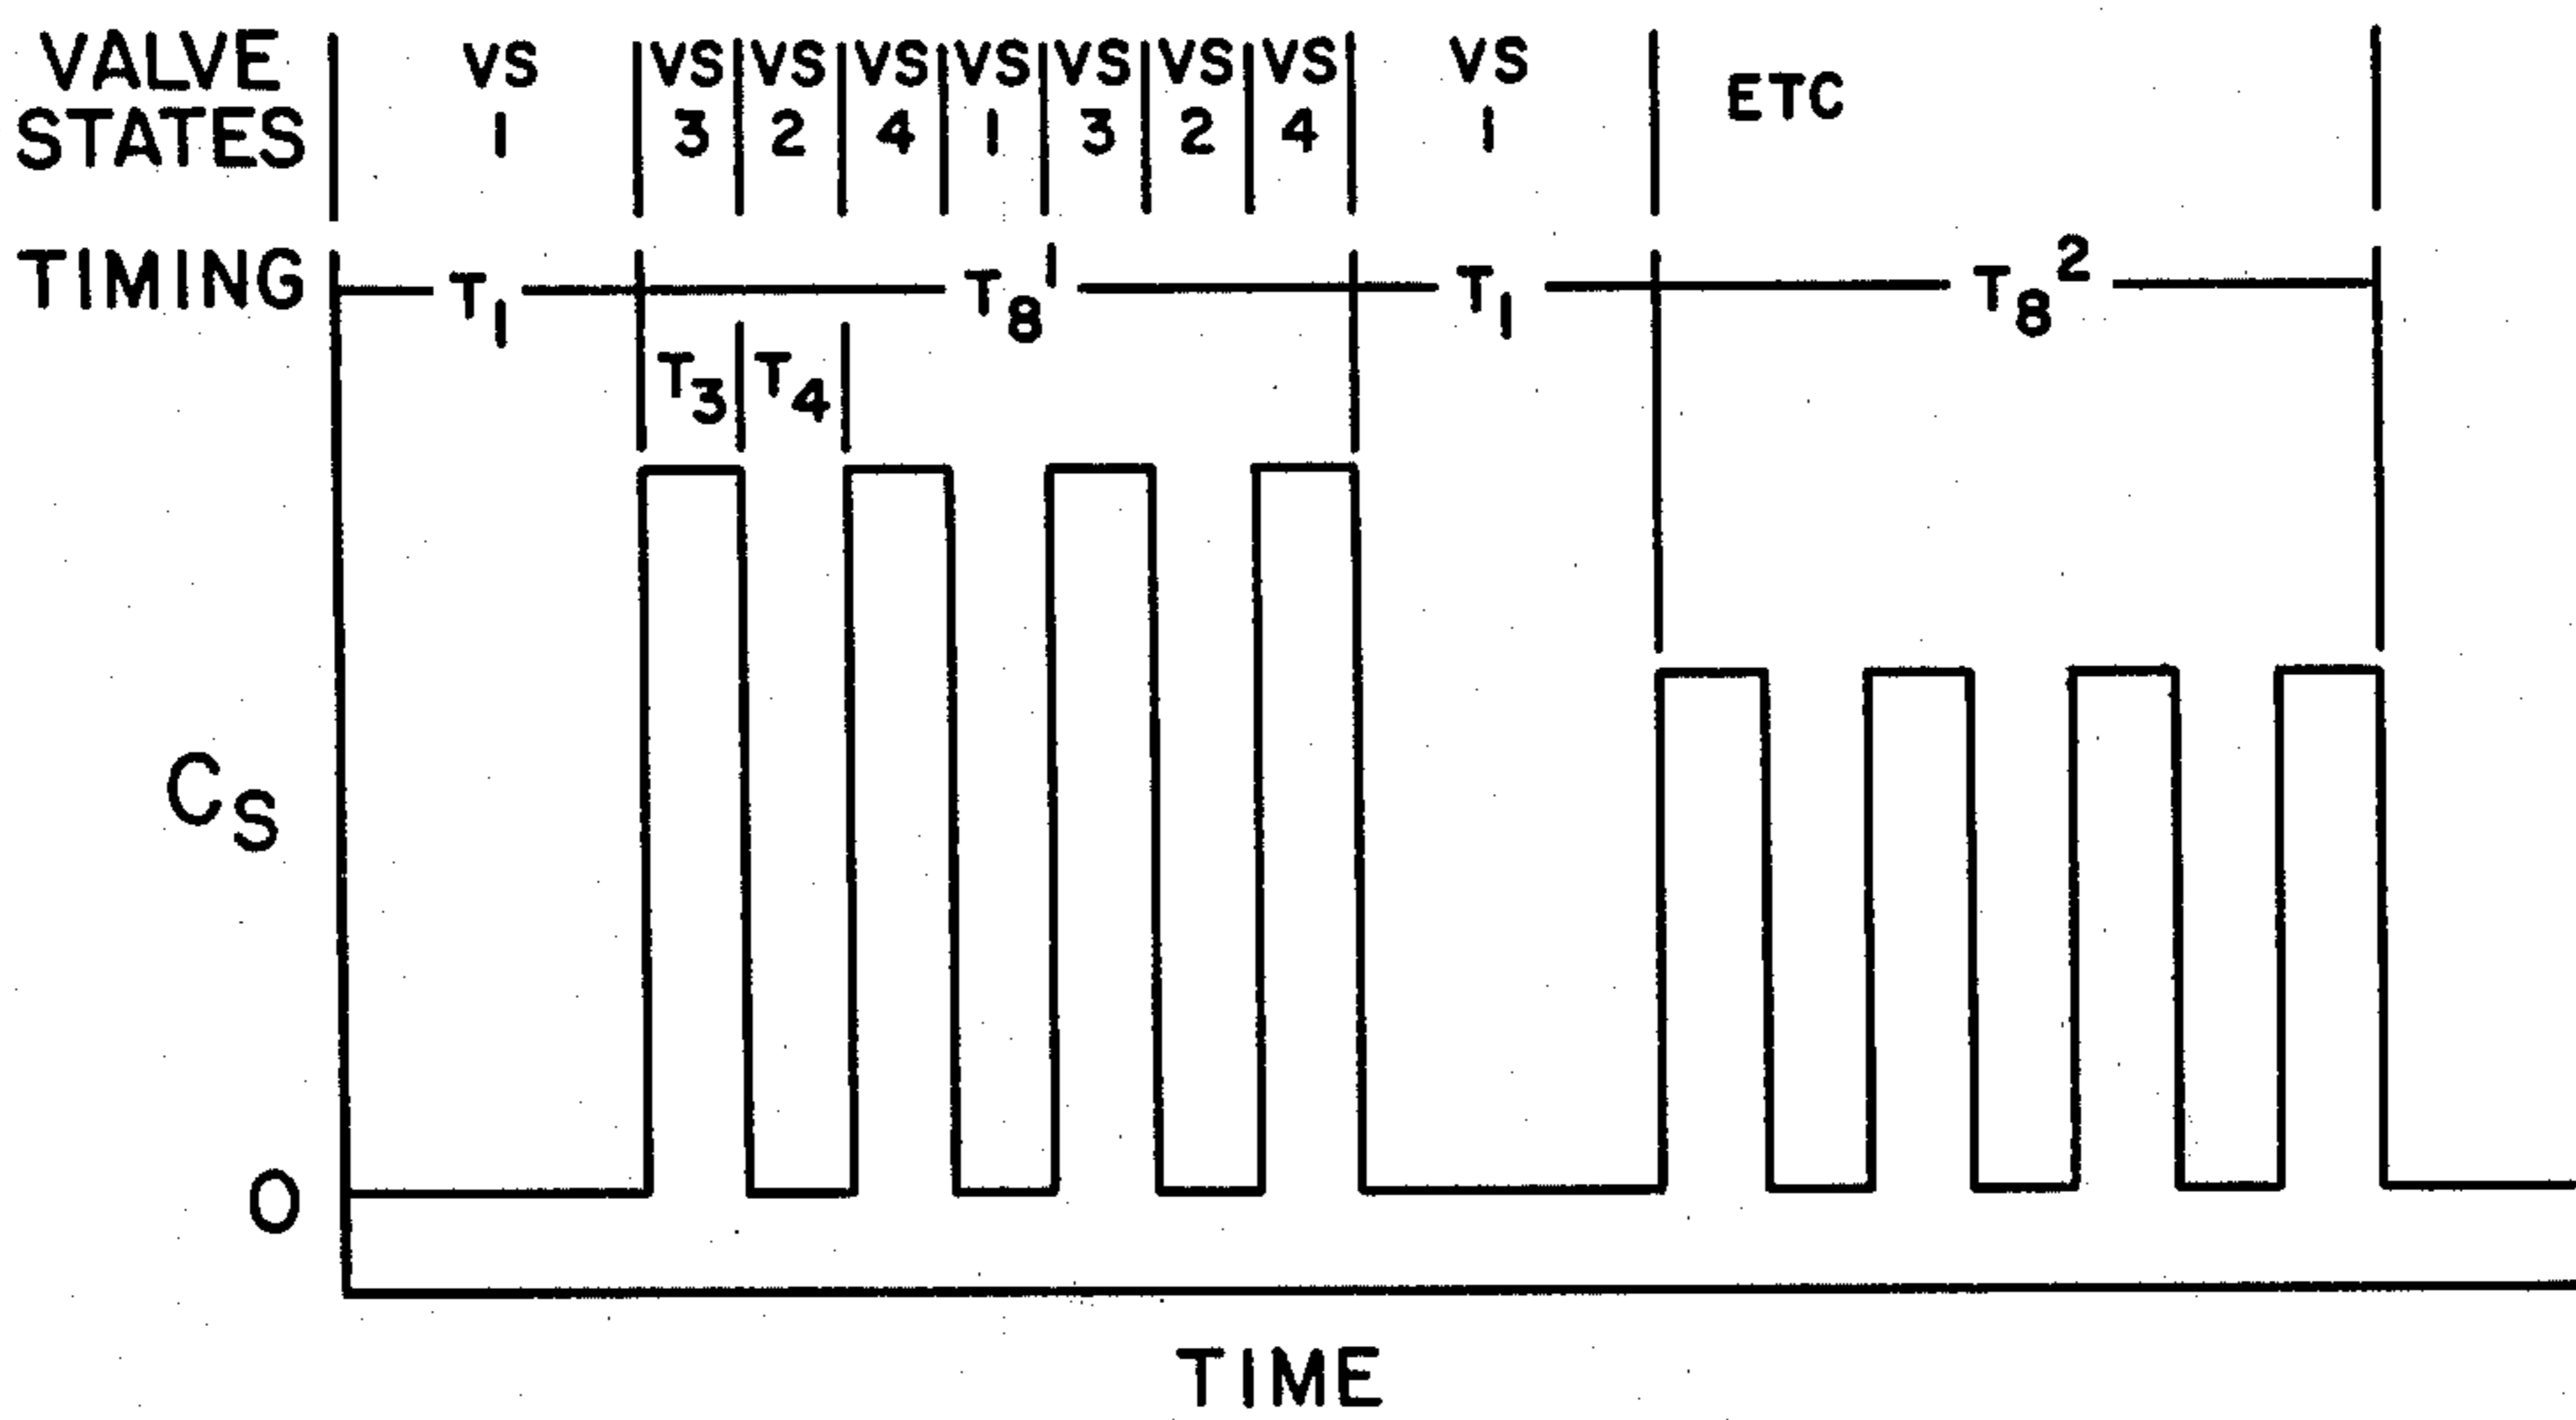 VALVE STATES
VS 1
VS 3
VS 2
VS 4
VS 1
VS 3
VS 2
VS 4
VS 1
ETC
TIMING
T1
T8 1
T1
T8 2
T3
T4
CS
0
TIME